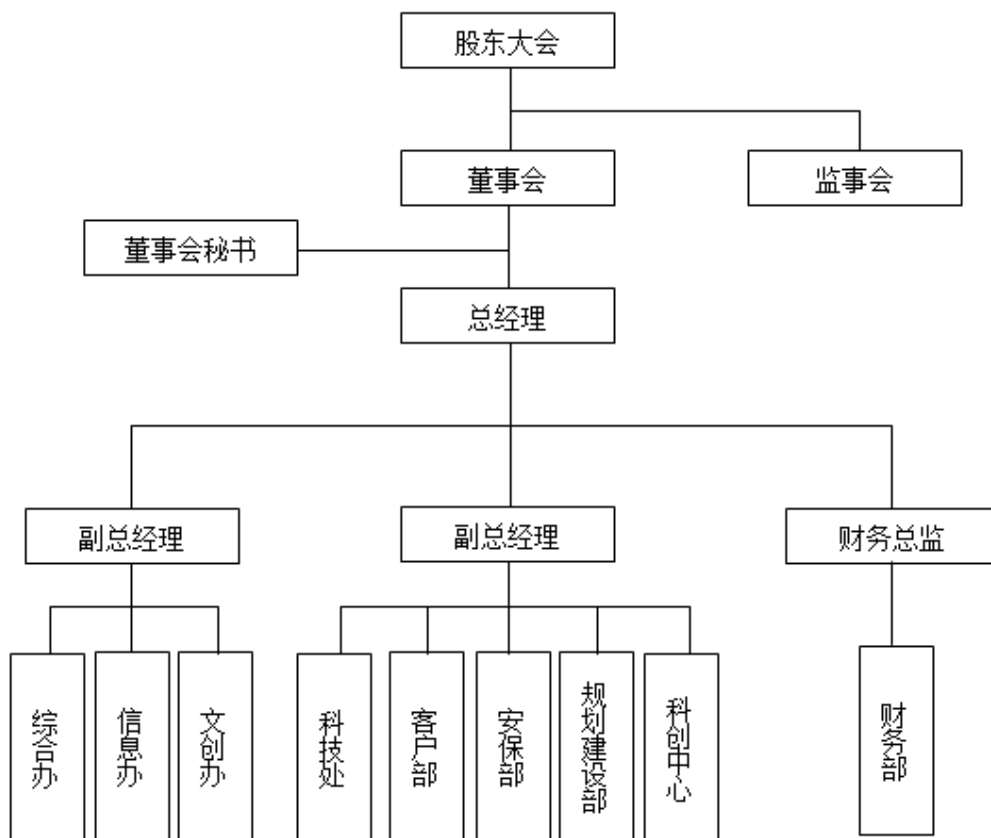 股东大会
董事会
监事会
董事会秘书
总经理
副总经理
副总经理
财务总监
综合办
信息办
文创办
科技处
客户部
安保部
规划建设部
科创中心
财务部